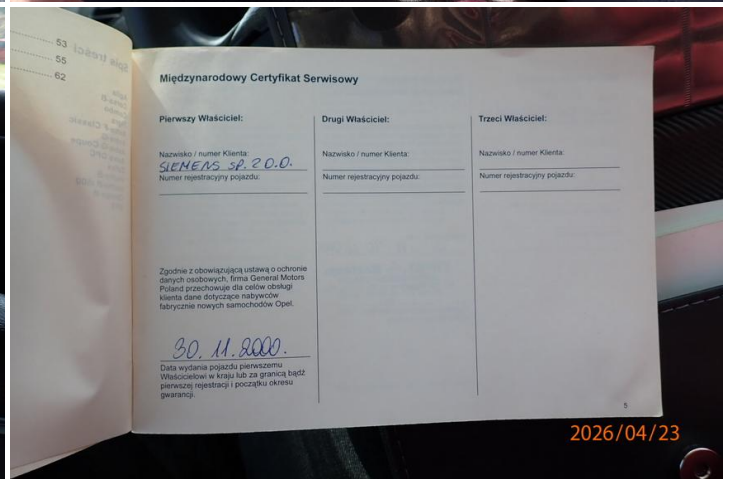 53
55
62
Spis treści
Międzynarodowy Certyfikat Serwisowy
Pierwszy Właściciel:
Nazwisko / numer Klienta:
SIEMENS SP. Z O.O.
Numer rejestracyjny pojazdu:
Zgodnie z obowiązującą ustawą o ochronie
danych osobowych, firma General Motors
Poland przechowuje dla celów obsługi
klienta dane dotyczące nabywców
fabrycznie nowych samochodów Opel.
30. 11. 2000.
Data wydania pojazdu pierwszemu
Właścicielowi w kraju lub za granicą bądź
pierwszej rejestracji i początku okresu
gwarancji.
Drugi Właściciel:
Nazwisko / numer Klienta:
Numer rejestracyjny pojazdu:
Trzeci Właściciel:
Nazwisko / numer Klienta:
Numer rejestracyjny pojazdu:
5
2026/04/23